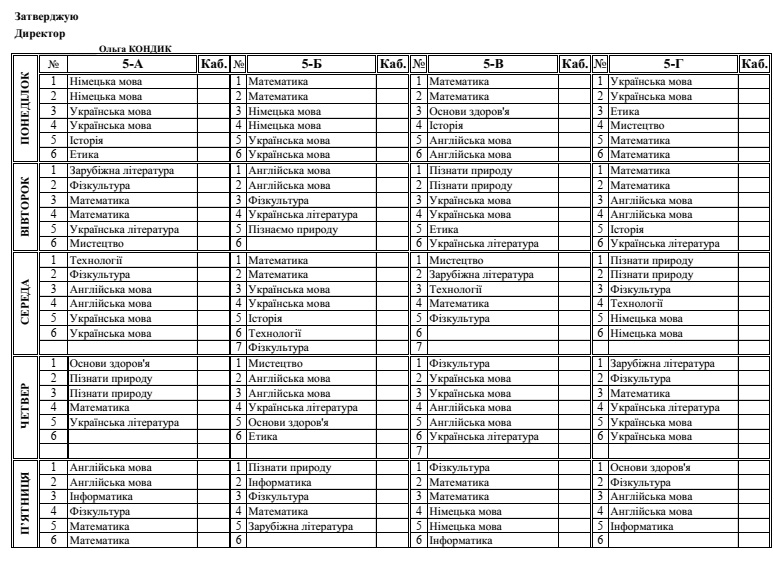 Затверджую
Директор
Ольга КОНДИК
№ 5-А Каб. № 5-Б Каб. № 5-В Каб. № 5-Г Каб.
ПОНЕДІЛОК
1 Німецька мова 1 Математика 1 Математика 1 Українська мова
2 Німецька мова 2 Математика 2 Математика 2 Українська мова
3 Українська мова 3 Німецька мова 3 Основи здоров'я 3 Етика
4 Українська мова 4 Німецька мова 4 Історія 4 Мистецтво
5 Історія 5 Українська мова 5 Англійська мова 5 Математика
6 Етика 6 Українська мова 6 Англійська мова 6 Математика
ВІВТОРОК
1 Зарубіжна література 1 Англійська мова 1 Пізнати природу 1 Математика
2 Фізкультура 2 Англійська мова 2 Пізнати природу 2 Математика
3 Математика 3 Фізкультура 3 Українська мова 3 Англійська мова
4 Математика 4 Українська література 4 Українська мова 4 Англійська мова
5 Українська література 5 Пізнаємо природу 5 Етика 5 Історія
6 Мистецтво 6 6 Українська література 6 Українська література
СЕРЕДА
1 Технології 1 Математика 1 Мистецтво 1 Пізнати природу
2 Фізкультура 2 Математика 2 Зарубіжна література 2 Пізнати природу
3 Англійська мова 3 Українська мова 3 Технології 3 Фізкультура
4 Англійська мова 4 Українська мова 4 Математика 4 Технології
5 Українська мова 5 Історія 5 Фізкультура 5 Німецька мова
6 Українська мова 6 Технології 6 6 Німецька мова
7 Фізкультура 7
ЧЕТВЕР
1 Основи здоров'я 1 Мистецтво 1 Фізкультура 1 Зарубіжна література
2 Пізнати природу 2 Англійська мова 2 Українська мова 2 Фізкультура
3 Пізнати природу 3 Англійська мова 3 Українська мова 3 Математика
4 Математика 4 Українська література 4 Англійська мова 4 Українська література
5 Українська література 5 Основи здоров'я 5 Англійська мова 5 Українська мова
6 6 Етика 6 Українська література 6 Українська мова
7
П'ЯТНИЦЯ
1 Англійська мова 1 Пізнати природу 1 Фізкультура 1 Основи здоров'я
2 Англійська мова 2 Інформатика 2 Математика 2 Фізкультура
3 Інформатика 3 Фізкультура 3 Математика 3 Англійська мова
4 Фізкультура 4 Математика 4 Німецька мова 4 Англійська мова
5 Математика 5 Зарубіжна література 5 Німецька мова 5 Інформатика
6 Математика 6 6 Інформатика 6